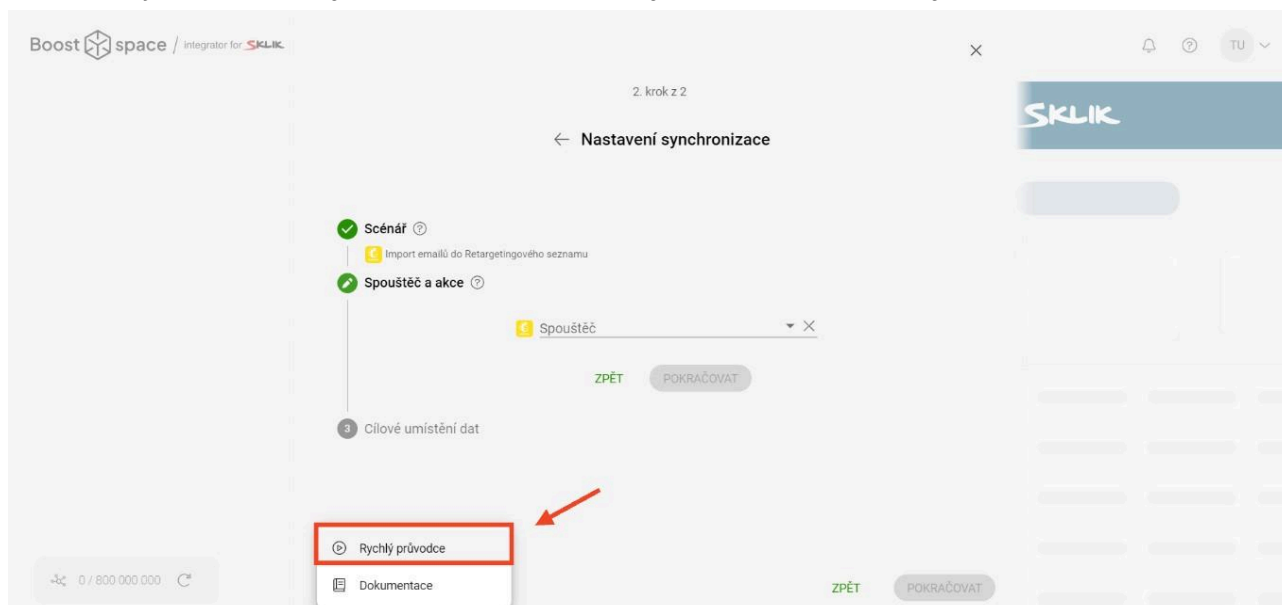 Boost space / integrator for SKLIK
TU
2. krok z 2
SKLIK
← Nastavení synchronizace
Scénář
Import emailů do Retargetingového seznamu
Spouštěč a akce
Spouštěč
ZPĚT POKRAČOVAT
3 Cílové umístění dat
Rychlý průvodce
0 / 800 000 000
Dokumentace
ZPĚT POKRAČOVAT